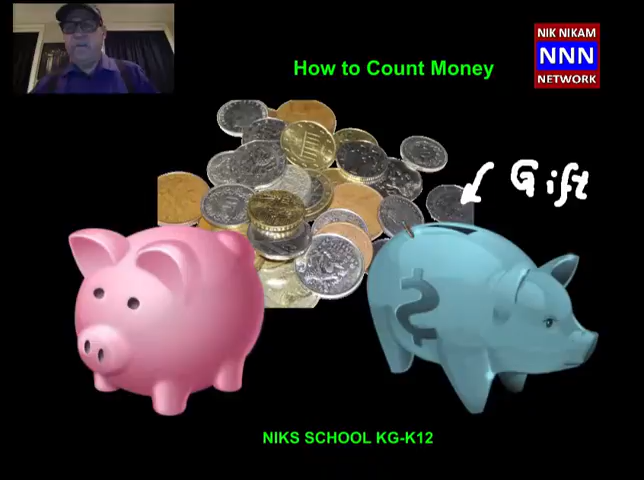 How to Count Money
NIK NIKAM
NNN
NETWORK
Gift
$
NIKS SCHOOL KG-K12